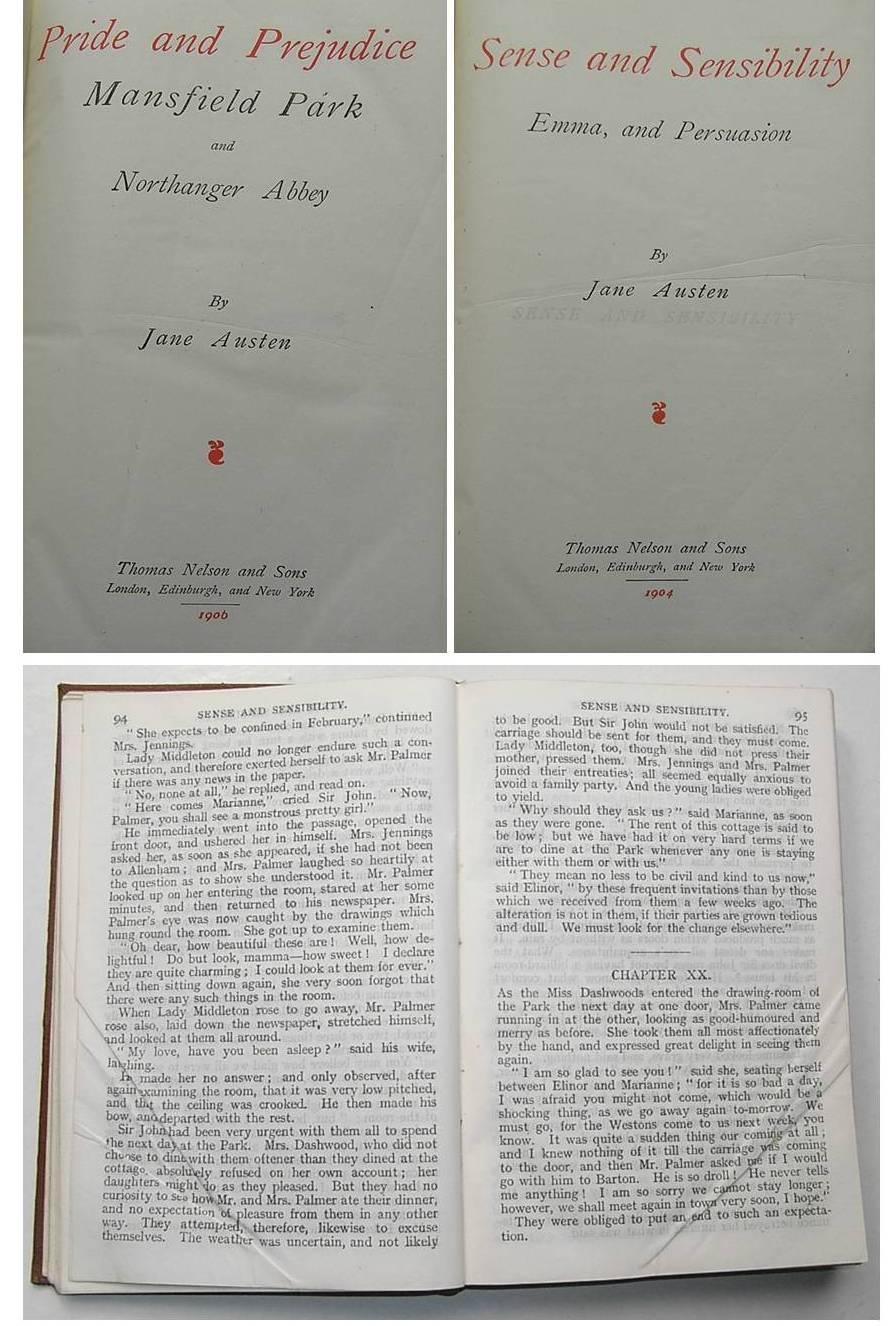 Pride and Prejudice
Mansfield Park
and
Northanger Abbey
By
Jane Austen
Thomas Nelson and Sons
London, Edinburgh, and New York
1906
Sense and Sensibility
Emma, and Persuasion
By
Jane Austen
SENSE AND SENSIBILITY
Thomas Nelson and Sons
London, Edinburgh, and New York
1904
94 SENSE AND SENSIBILITY.
"She expects to be confined in February," continued
Mrs. Jennings.
Lady Middleton could no longer endure such a con-
versation, and therefore exerted herself to ask Mr. Palmer
if there was any news in the paper.
"No, none at all," he replied, and read on.
"Here comes Marianne," cried Sir John. "Now,
Palmer, you shall see a monstrous pretty girl."
He immediately went into the passage, opened the
front door, and ushered her in himself. Mrs. Jennings
asked her, as soon as she appeared, if she had not been
to Allenham; and Mrs. Palmer laughed so heartily at
the question as to show she understood it. Mr. Palmer
looked up on her entering the room, stared at her some
minutes, and then returned to his newspaper. Mrs.
Palmer's eye was now caught by the drawings which
hung round the room. She got up to examine them.
"Oh dear, how beautiful these are! Well, how de-
lightful! Do but look, mamma—how sweet! I declare
they are quite charming; I could look at them for ever."
And then sitting down again, she very soon forgot that
there were any such things in the room.
When Lady Middleton rose to go away, Mr. Palmer
rose also, laid down the newspaper, stretched himself,
and looked at them all around.
"My love, have you been asleep?" said his wife,
laughing.
He made her no answer; and only observed, after
again examining the room, that it was very low pitched,
and that the ceiling was crooked. He then made his
bow, and departed with the rest.
Sir John had been very urgent with them all to spend
the next day at the Park. Mrs. Dashwood, who did not
choose to dine with them oftener than they dined at the
cottage, absolutely refused on her own account; her
daughters might do as they pleased. But they had no
curiosity to see how Mr. and Mrs. Palmer ate their dinner,
and no expectation of pleasure from them in any other
way. They attempted, therefore, likewise to excuse
themselves. The weather was uncertain, and not likely
SENSE AND SENSIBILITY. 95
to be good. But Sir John would not be satisfied. The
carriage should be sent for them, and they must come.
Lady Middleton, too, though she did not press their
mother, pressed them. Mrs. Jennings and Mrs. Palmer
joined their entreaties; all seemed equally anxious to
avoid a family party. And the young ladies were obliged
to yield.
"Why should they ask us?" said Marianne, as soon
as they were gone. "The rent of this cottage is said to
be low; but we have had it on very hard terms if we
are to dine at the Park whenever any one is staying
either with them or with us."
"They mean no less to be civil and kind to us now,"
said Elinor, "by these frequent invitations than by those
which we received from them a few weeks ago. The
alteration is not in them, if their parties are grown tedious
and dull. We must look for the change elsewhere."
CHAPTER XX.
As the Miss Dashwoods entered the drawing-room of
the Park the next day at one door, Mrs. Palmer came
running in at the other, looking as good-humoured and
merry as before. She took them all most affectionately
by the hand, and expressed great delight in seeing them
again.
"I am so glad to see you!" said she, seating herself
between Elinor and Marianne; "for it is so bad a day,
I was afraid you might not come, which would be a
shocking thing, as we go away again to-morrow. We
must go, for the Westons come to us next week, you
know. It was quite a sudden thing our coming at all;
and I knew nothing of it till the carriage was coming
to the door, and then Mr. Palmer asked me if I would
go with him to Barton. He is so droll! He never tells
me anything! I am so sorry we cannot stay longer;
however, we shall meet again in town very soon, I hope."
They were obliged to put an end to such an expecta-
tion.